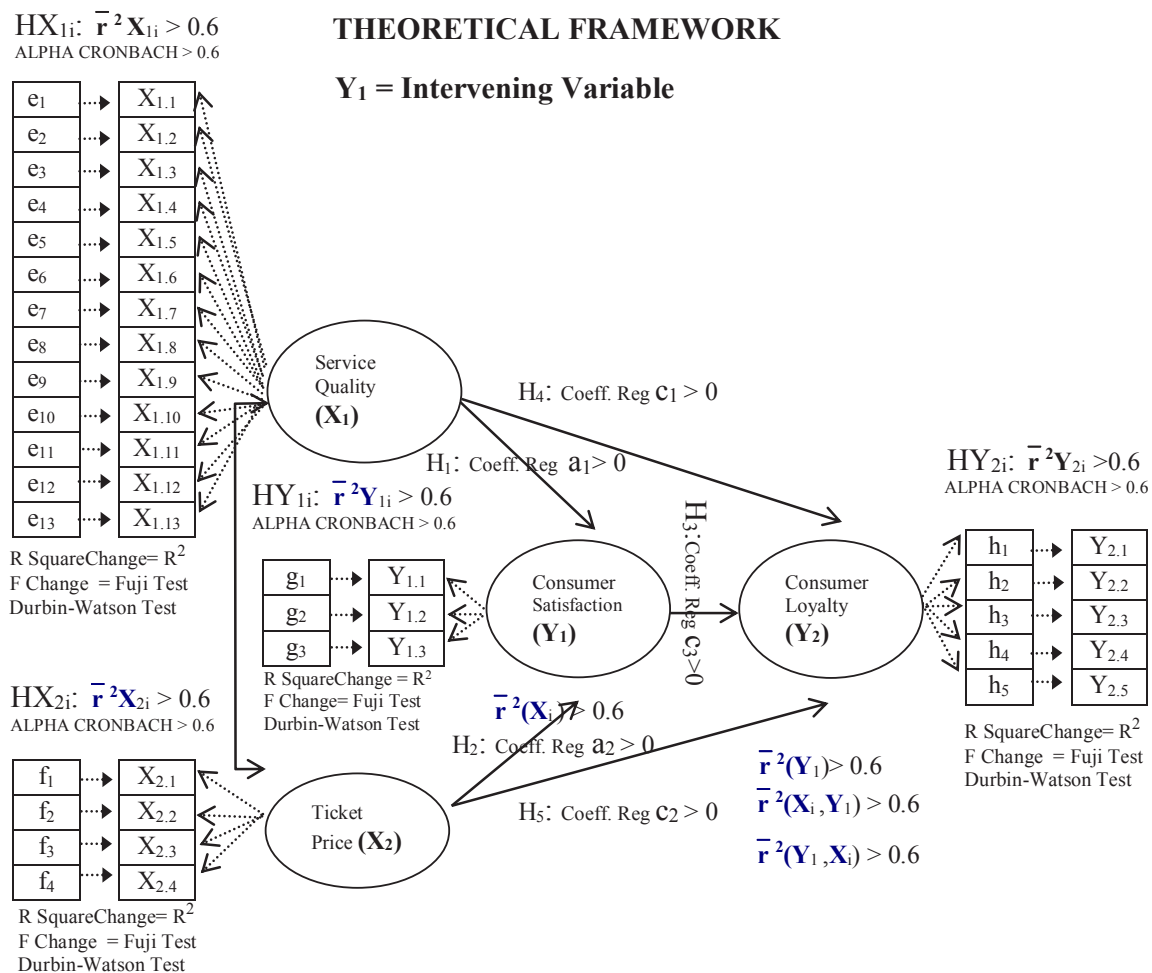 HX1i: r̅ ²X1i > 0.6
ALPHA CRONBACH > 0.6
THEORETICAL FRAMEWORK
Y1 = Intervening Variable
e1 X1.1
e2 X1.2
e3 X1.3
e4 X1.4
e5 X1.5
e6 X1.6
e7 X1.7
e8 X1.8
e9 X1.9
e10 X1.10
e11 X1.11
e12 X1.12
e13 X1.13
R SquareChange= R²
F Change = Fuji Test
Durbin-Watson Test
Service
Quality
(X1)
H4: Coeff. Reg c1 > 0
H1: Coeff. Reg a1> 0
HY1i: r̅ ²Y1i > 0.6
ALPHA CRONBACH > 0.6
g1 Y1.1
g2 Y1.2
g3 Y1.3
R SquareChange = R²
F Change= Fuji Test
Durbin-Watson Test
Consumer
Satisfaction
(Y1)
H3:Coeff. Reg c3>0
Consumer
Loyalty
(Y2)
HY2i: r̅ ²Y2i >0.6
ALPHA CRONBACH > 0.6
h1 Y2.1
h2 Y2.2
h3 Y2.3
h4 Y2.4
h5 Y2.5
R SquareChange= R²
F Change = Fuji Test
Durbin-Watson Test
HX2i: r̅ ²X2i > 0.6
ALPHA CRONBACH > 0.6
f1 X2.1
f2 X2.2
f3 X2.3
f4 X2.4
R SquareChange= R²
F Change = Fuji Test
Durbin-Watson Test
Ticket
Price (X2)
r̅ ²(Xi)> 0.6
H2: Coeff. Reg a2 > 0
H5: Coeff. Reg c2 > 0
r̅ ²(Y1)> 0.6
r̅ ²(Xi ,Y1) > 0.6
r̅ ²(Y1 ,Xi) > 0.6